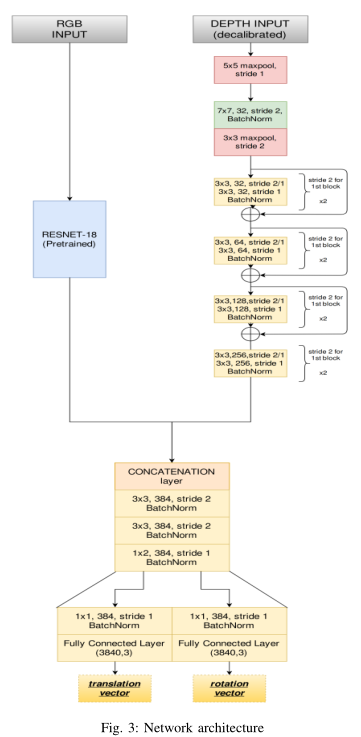 RGB
INPUT
DEPTH INPUT
(decalibrated)
5x5 maxpool,
stride 1
7x7, 32, stride 2,
BatchNorm
3x3 maxpool,
stride 2
3x3, 32, stride 2/1
3x3, 32, stride 1
BatchNorm
stride 2 for
1st block
x2
RESNET-18
(Pretrained)
3x3, 64, stride 2/1
3x3, 64, stride 1
BatchNorm
stride 2 for
1st block
x2
3x3,128,stride 2/1
3x3,128, stride 1
BatchNorm
stride 2 for
1st block
x2
3x3,256,stride 2/1
3x3, 256, stride 1
BatchNorm
stride 2 for
1st block
x2
CONCATENATION
layer
3x3, 384, stride 2
BatchNorm
3x3, 384, stride 2
BatchNorm
1x2, 384, stride 1
BatchNorm
1x1, 384, stride 1
BatchNorm
Fully Connected Layer
(3840,3)
translation
vector
1x1, 384, stride 1
BatchNorm
Fully Connected Layer
(3840,3)
rotation
vector
Fig. 3: Network architecture